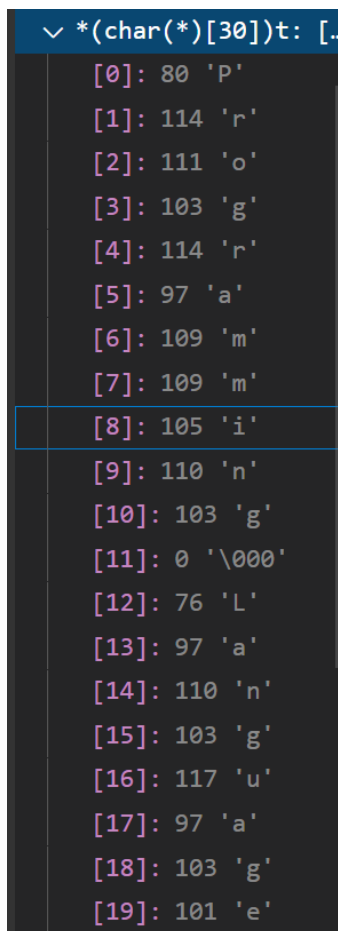 *(char(*)[30])t: [...
[0]: 80 'P'
[1]: 114 'r'
[2]: 111 'o'
[3]: 103 'g'
[4]: 114 'r'
[5]: 97 'a'
[6]: 109 'm'
[7]: 109 'm'
[8]: 105 'i'
[9]: 110 'n'
[10]: 103 'g'
[11]: 0 '\000'
[12]: 76 'L'
[13]: 97 'a'
[14]: 110 'n'
[15]: 103 'g'
[16]: 117 'u'
[17]: 97 'a'
[18]: 103 'g'
[19]: 101 'e'